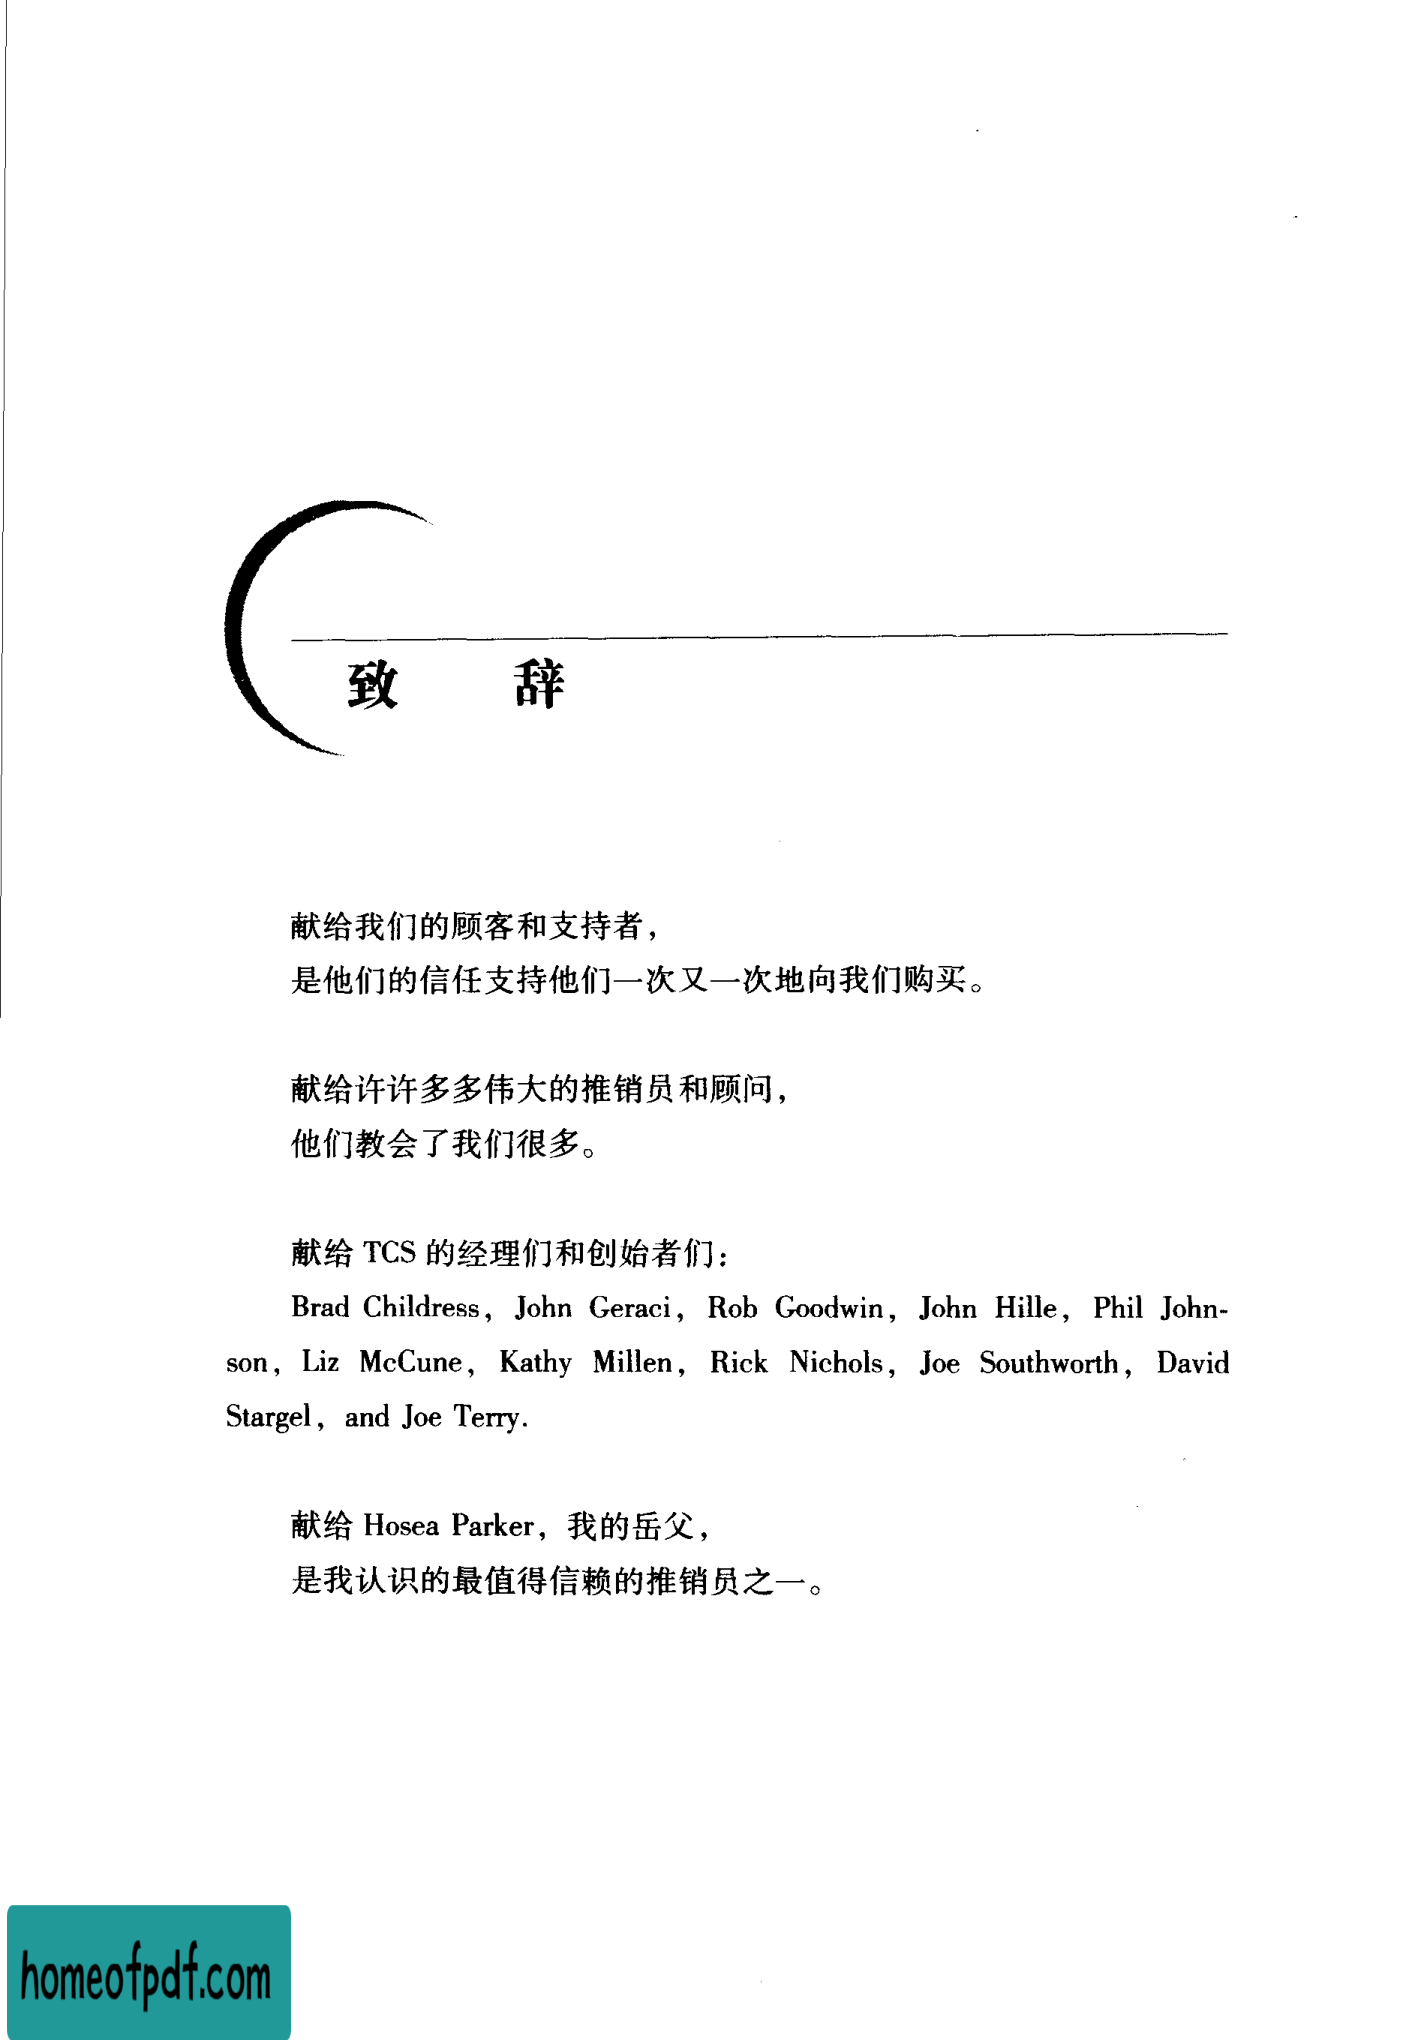 致 辞
献给我们的顾客和支持者，
是他们的信任支持他们一次又一次地向我们购买。
献给许许多多伟大的推销员和顾问，
他们教会了我们很多。
献给 TCS 的经理们和创始者们：
Brad Childress, John Geraci, Rob Goodwin, John Hille, Phil John-
son, Liz McCune, Kathy Millen, Rick Nichols, Joe Southworth, David
Stargel, and Joe Terry.
献给 Hosea Parker，我的岳父，
是我认识的最值得信赖的推销员之一。
homeofpdf.com